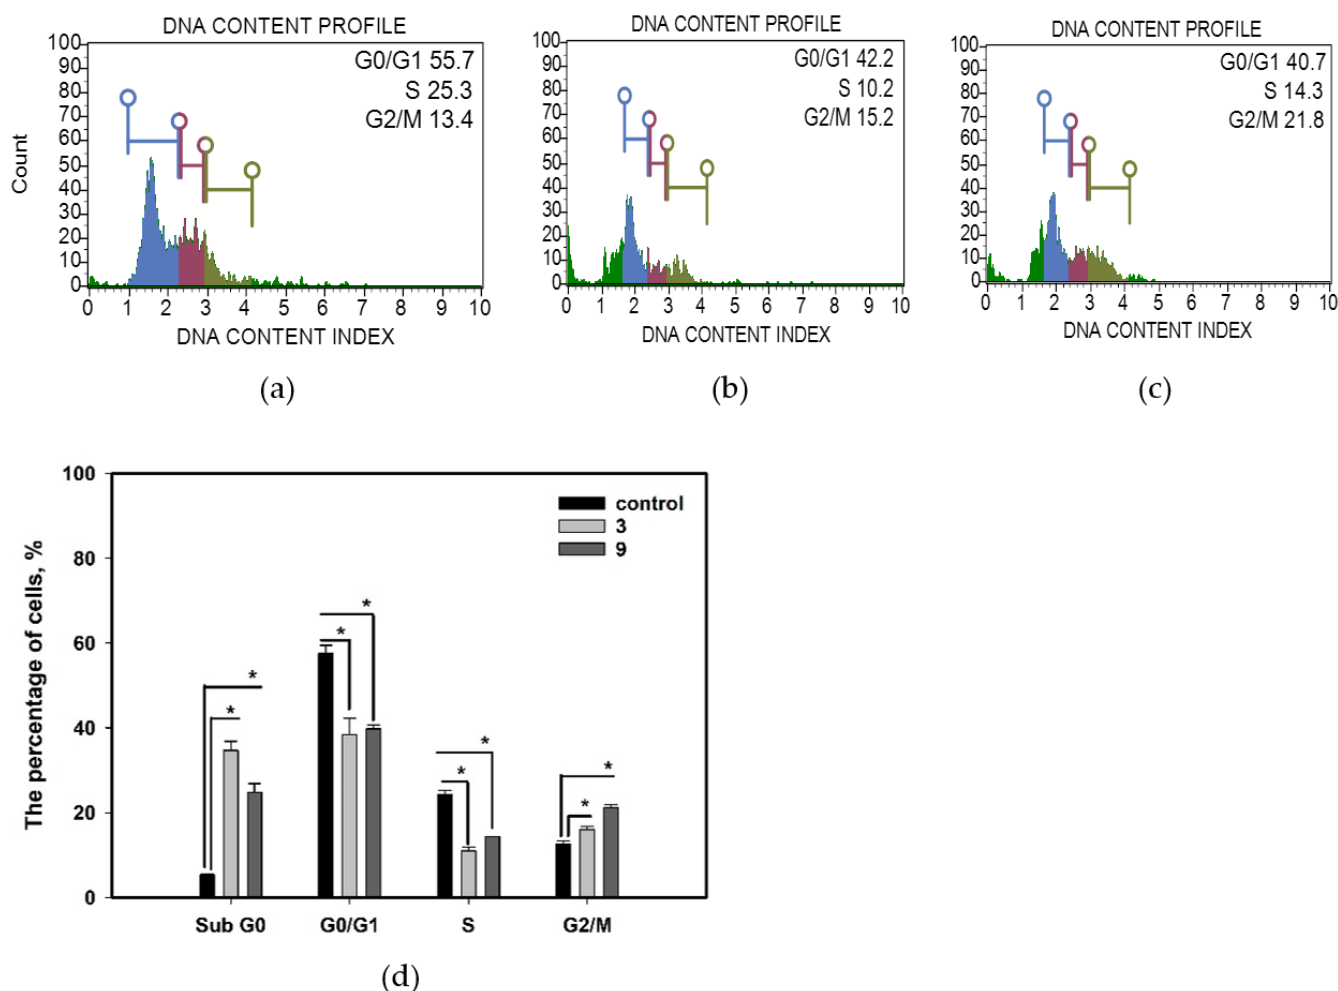 DNA CONTENT PROFILE
G0/G1 55.7
S 25.3
G2/M 13.4
Count
100
90
80
70
60
50
40
30
20
10
0
0 1 2 3 4 5 6 7 8 9 10
DNA CONTENT INDEX
(a)
DNA CONTENT PROFILE
G0/G1 42.2
S 10.2
G2/M 15.2
100
90
80
70
60
50
40
30
20
10
0
0 1 2 3 4 5 6 7 8 9 10
DNA CONTENT INDEX
(b)
DNA CONTENT PROFILE
G0/G1 40.7
S 14.3
G2/M 21.8
100
90
80
70
60
50
40
30
20
10
0
0 1 2 3 4 5 6 7 8 9 10
DNA CONTENT INDEX
(c)
The percentage of cells, %
100
80
60
40
20
0
control
3
9
* *
* *
* *
* *
Sub G0 G0/G1 S G2/M
(d)